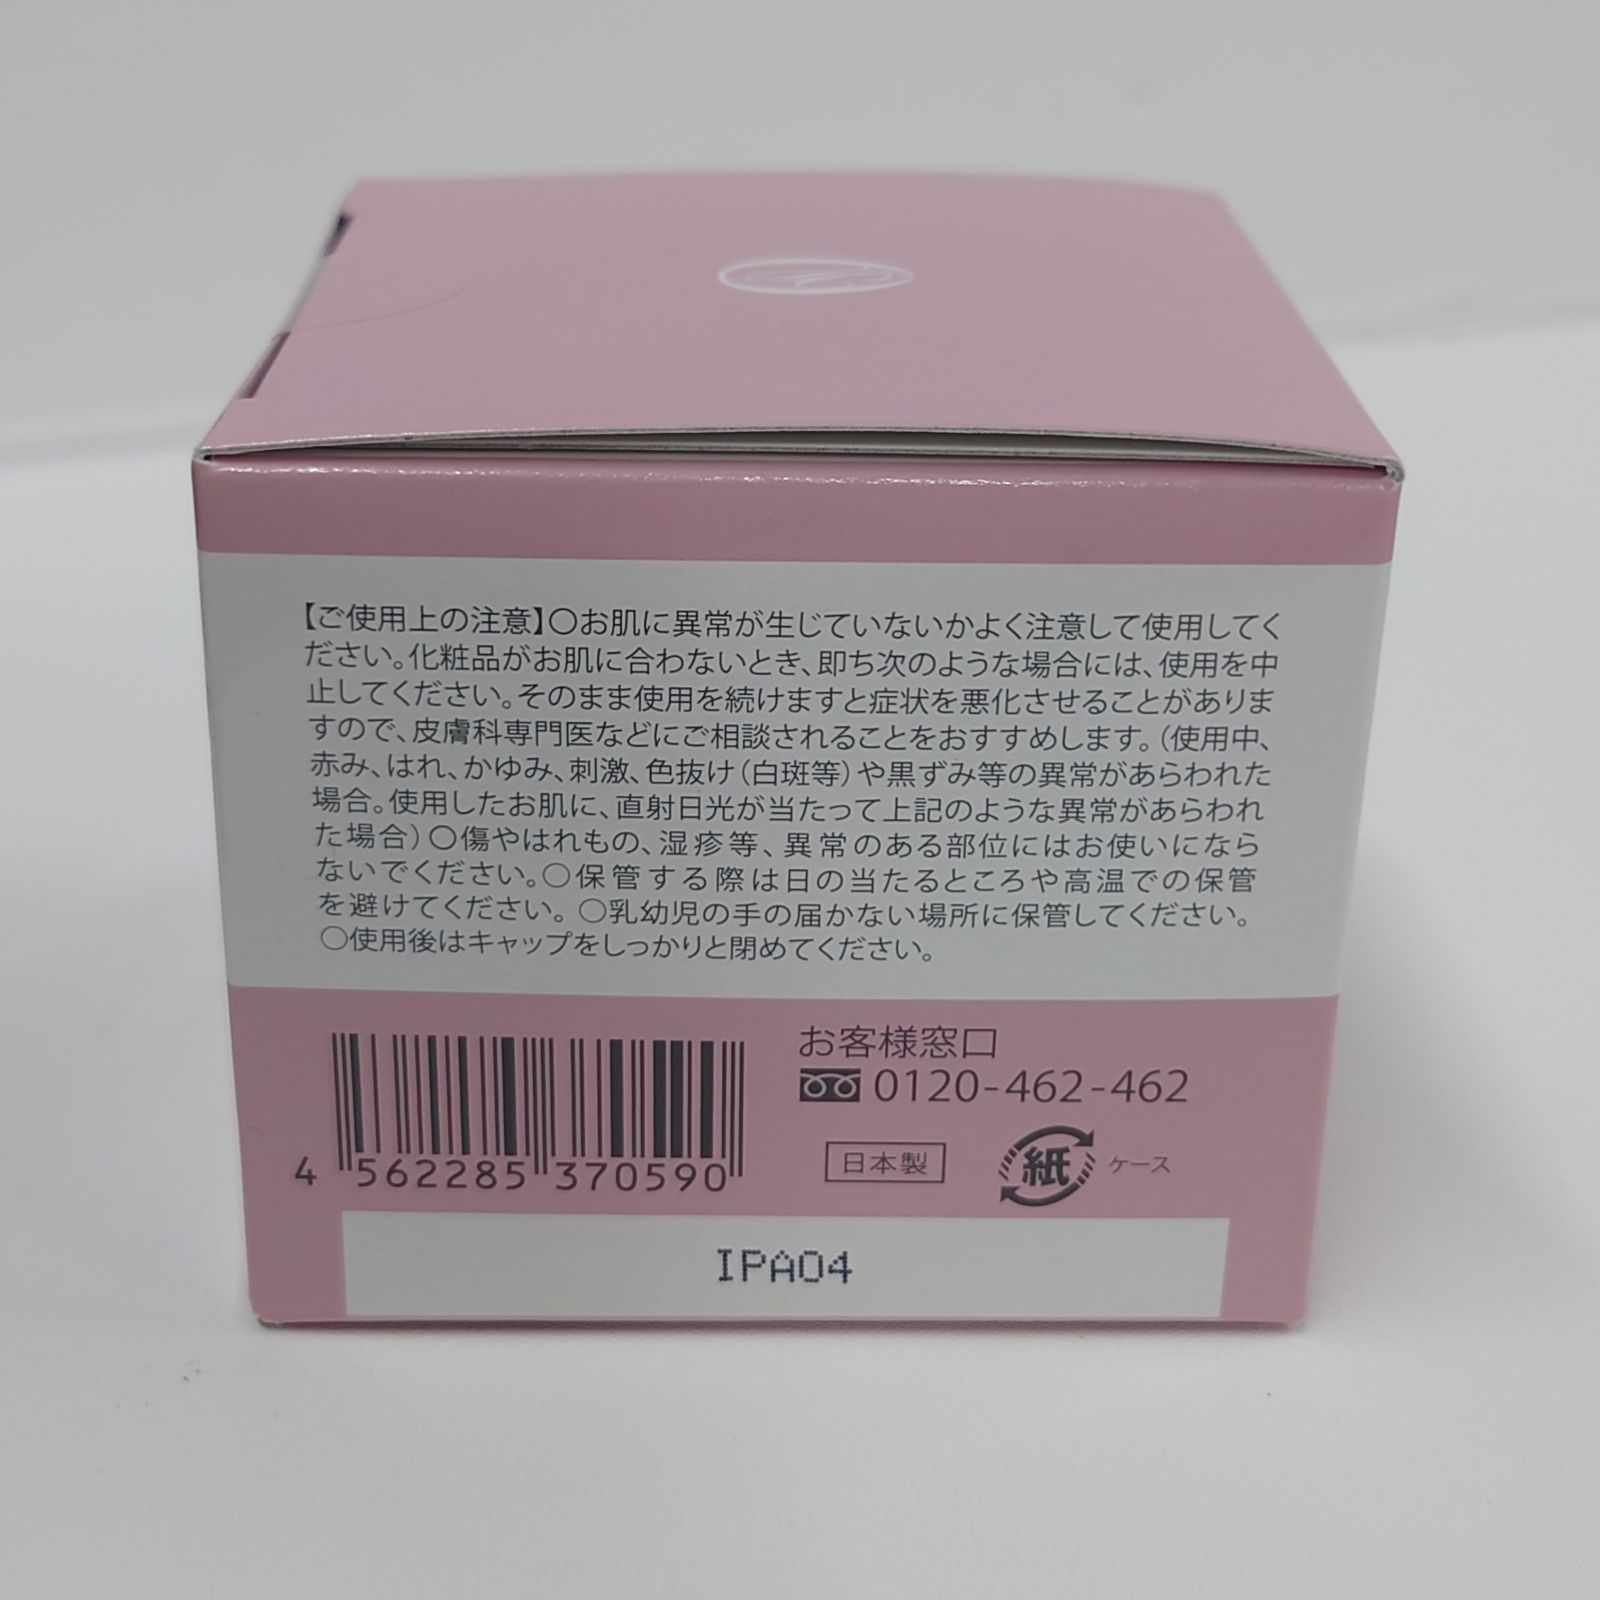 【ご使用上の注意】○お肌に異常が生じていないかよく注意して使用してく
ださい。化粧品がお肌に合わないとき、即ち次のような場合には、使用を中
止してください。そのまま使用を続けますと症状を悪化させることがありま
すので、皮膚科専門医などにご相談されることをおすすめします。（使用中、
赤み、はれ、かゆみ、刺激、色抜け（白斑等）や黒ずみ等の異常があらわれた
場合。使用したお肌に、直射日光が当たって上記のような異常があらわれ
た場合）○傷やはれもの、湿疹等、異常のある部位にはお使いになら
ないでください。○保管する際は日の当たるところや高温での保管
を避けてください。○乳幼児の手の届かない場所に保管してください。
○使用後はキャップをしっかりと閉めてください。
お客様窓口
0120-462-462
日本製
紙 ケース
4 562285 370590
IPA04